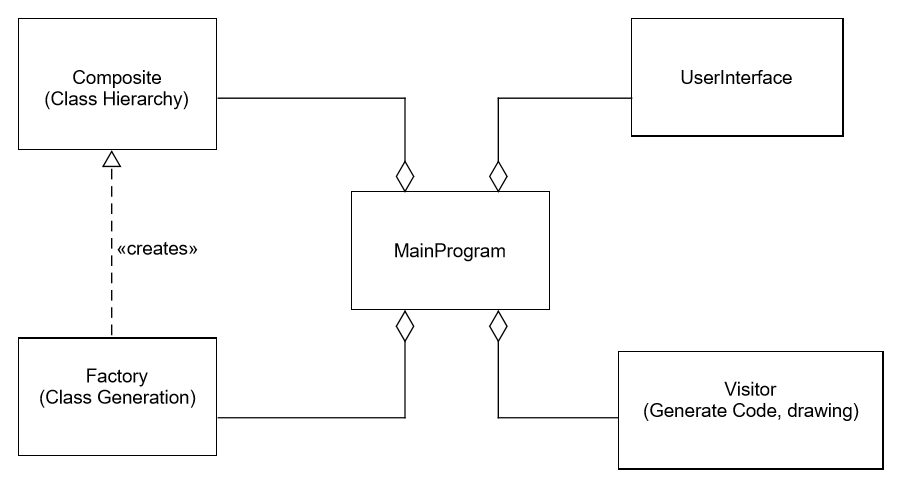 Composite
(Class Hierarchy)
UserInterface
MainProgram
«creates»
Factory
(Class Generation)
Visitor
(Generate Code, drawing)